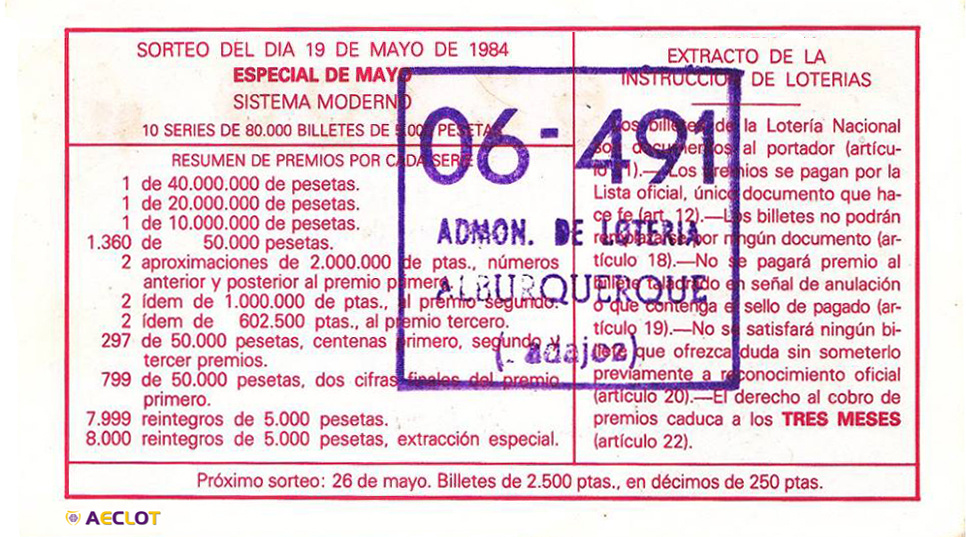 SORTEO DEL DIA 19 DE MAYO DE 1984
ESPECIAL DE MAYO
SISTEMA MODERNO
10 SERIES DE 80.000 BILLETES DE 5.000 PESETAS
RESUMEN DE PREMIOS POR CADA SERIE
1 de 40.000.000 de pesetas.
1 de 20.000.000 de pesetas.
1 de 10.000.000 de pesetas.
1.360 de 50.000 pesetas.
2 aproximaciones de 2.000.000 de ptas., números
anterior y posterior al premio primero.
2 ídem de 1.000.000 de ptas., al premio segundo.
2 ídem de 602.500 ptas., al premio tercero.
297 de 50.000 pesetas, centenas primero, segundo y
tercer premios.
799 de 50.000 pesetas, dos cifras finales del premio
primero.
7.999 reintegros de 5.000 pesetas.
8.000 reintegros de 5.000 pesetas, extracción especial.
EXTRACTO DE LA
INSTRUCCION DE LOTERIAS
Los billetes de la Lotería Nacional
son documentos al portador (artícu-
lo 1).—Los premios se pagan por la
Lista oficial, único documento que ha-
ce fe (art. 12).—Los billetes no podrán
remplazarse por ningún documento (ar-
tículo 18).—No se pagará premio al
billete taladrado en señal de anulación
o que contenga el sello de pagado (ar-
tículo 19).—No se satisfará ningún bi-
llete que ofrezca duda sin someterlo
previamente a reconocimiento oficial
(artículo 20).—El derecho al cobro de
premios caduca a los TRES MESES
(artículo 22).
06-491
ADMON. DE LOTERIA
ALBURQUERQUE
(. adajoz)
Próximo sorteo: 26 de mayo. Billetes de 2.500 ptas., en décimos de 250 ptas.
AECLOT